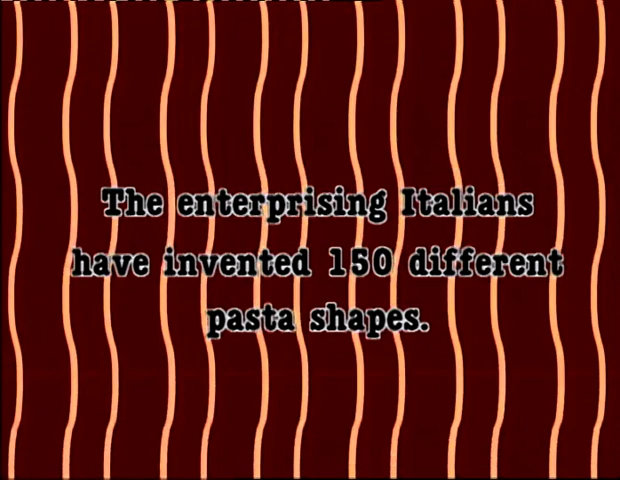 The enterprising Italians
have invented 150 different
pasta shapes.